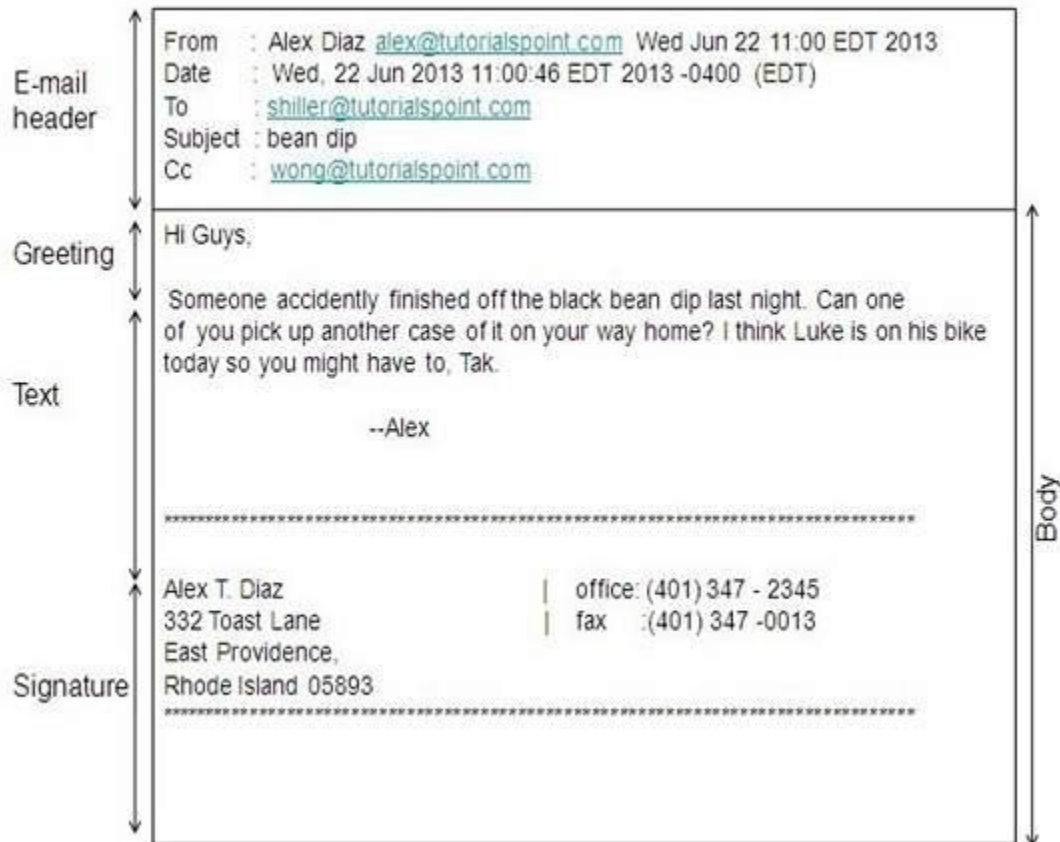 E-mail
header
From : Alex Diaz alex@tutorialspoint.com Wed Jun 22 11:00 EDT 2013
Date : Wed, 22 Jun 2013 11:00:46 EDT 2013 -0400 (EDT)
To : shiller@tutorialspoint.com
Subject : bean dip
Cc : wong@tutorialspoint.com
Greeting
Hi Guys,
Text
Someone accidently finished off the black bean dip last night. Can one
of you pick up another case of it on your way home? I think Luke is on his bike
today so you might have to, Tak.
--Alex
Body
Signature
Alex T. Diaz | office: (401) 347 - 2345
332 Toast Lane | fax :(401) 347 -0013
East Providence,
Rhode Island 05893